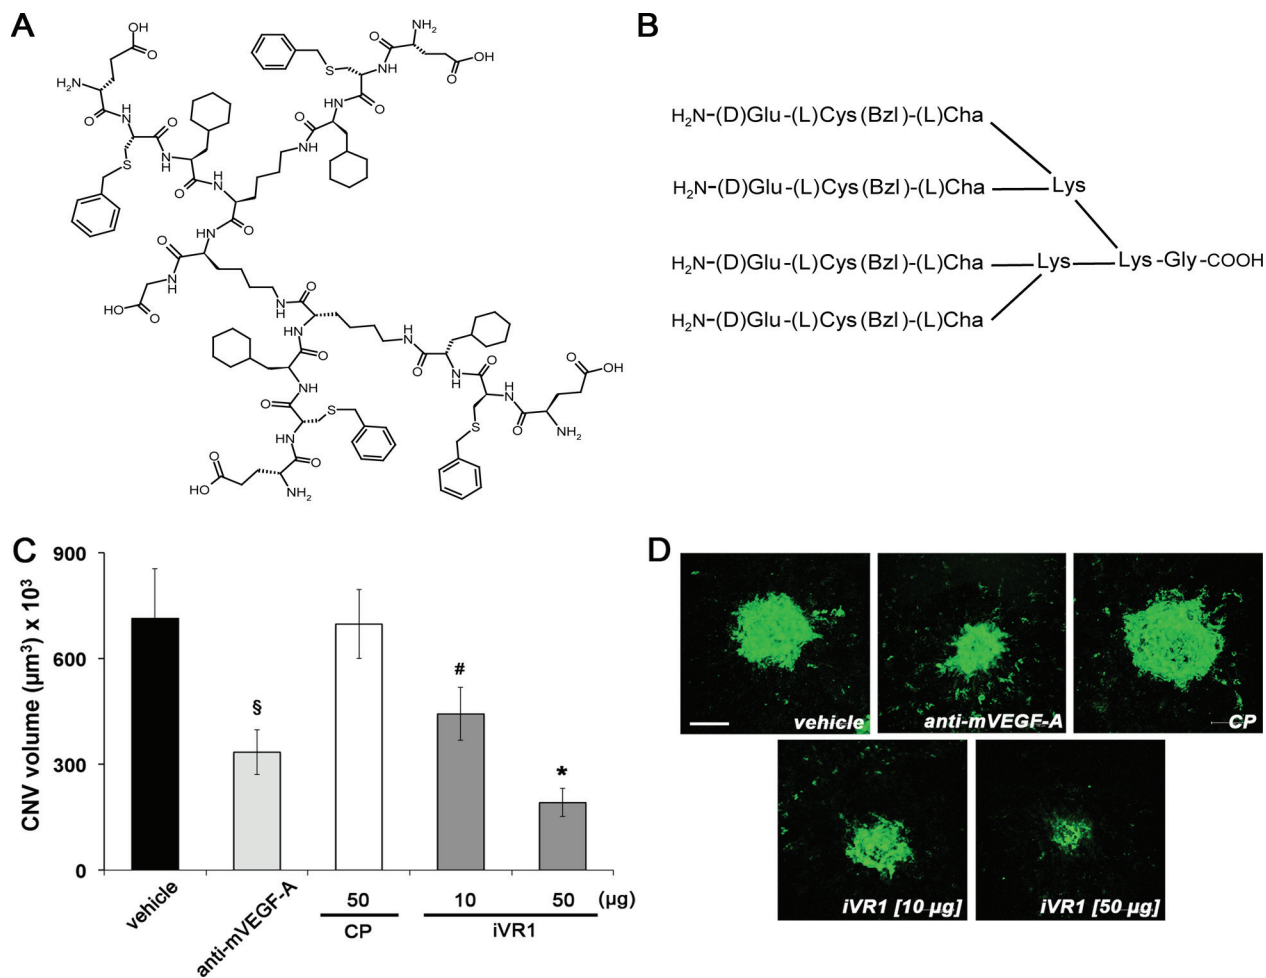 A
B
OH
O
H₂N
O
H
N
O
S
N
H
O
H
N
O
HN
O
N
H
HO
O
NH₂
O
OH
O
NH
S
O
HN
O
NH
O
N
H
O
HN
H
N
O
O
NH
O
S
HN
O
O
HO
NH₂
O
N
H
O
H
N
S
O
NH₂
O
OH
H₂N-(D)Glu-(L)Cys(Bzl)-(L)Cha
H₂N-(D)Glu-(L)Cys(Bzl)-(L)Cha
Lys
H₂N-(D)Glu-(L)Cys(Bzl)-(L)Cha
Lys
Lys-Gly-COOH
H₂N-(D)Glu-(L)Cys(Bzl)-(L)Cha
C
CNV volume (µm³) x 10³
900
600
300
0
§
#
*
vehicle
anti-mVEGF-A
50
10
50
(µg)
CP
iVR1
D
vehicle
anti-mVEGF-A
CP
iVR1 [10 µg]
iVR1 [50 µg]